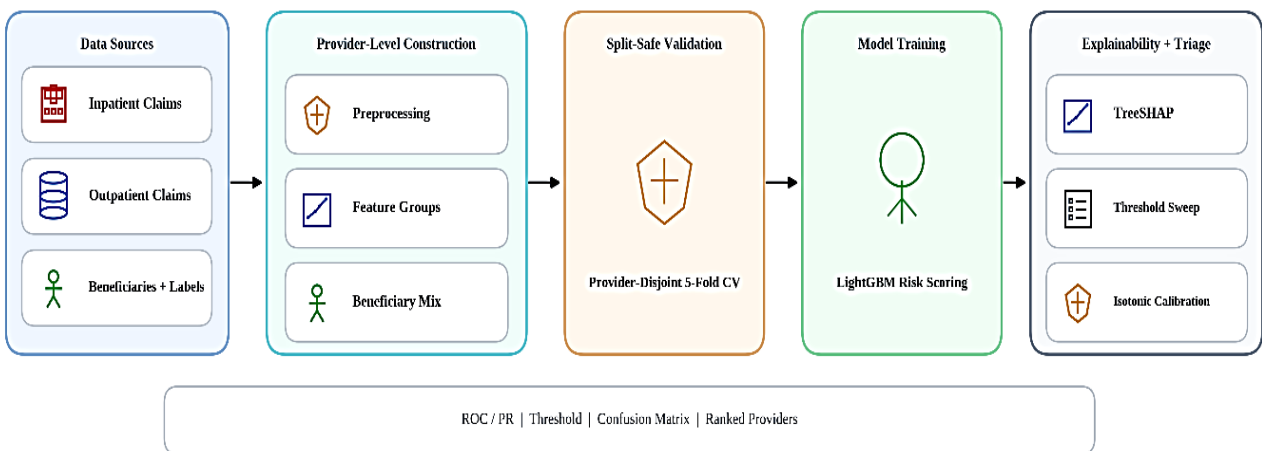 Data Sources
Inpatient Claims
Outpatient Claims
Beneficiaries + Labels
Provider-Level Construction
Preprocessing
Feature Groups
Beneficiary Mix
Split-Safe Validation
Provider-Disjoint 5-Fold CV
Model Training
LightGBM Risk Scoring
Explainability + Triage
TreeSHAP
Threshold Sweep
Isotonic Calibration
ROC / PR | Threshold | Confusion Matrix | Ranked Providers